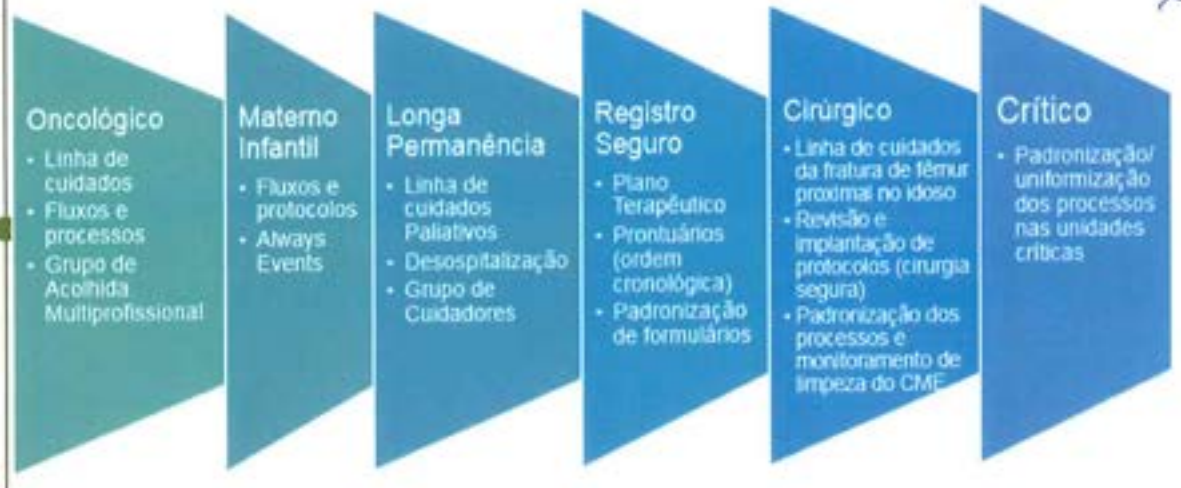 Oncológico
• Linha de
cuidados
• Fluxos e
processos
• Grupo de
Acolhida
Multiprofissional
Materno
Infantil
• Fluxos e
protocolos
• Always
Events
Longa
Permanência
• Linha de
cuidados
Paliativos
• Desospitalização
• Grupo de
Cuidadores
Registro
Seguro
• Plano
Terapêutico
• Prontuários
(ordem
cronológica)
• Padronização
de formulários
Cirúrgico
• Linha de cuidados
da fratura de fêmur
proximal no idoso
• Revisão e
implantação de
protocolos (cirurgia
segura)
• Padronização dos
processos e
monitoramento de
limpeza do CME
Crítico
• Padronização/
uniformização
dos processos
nas unidades
críticas